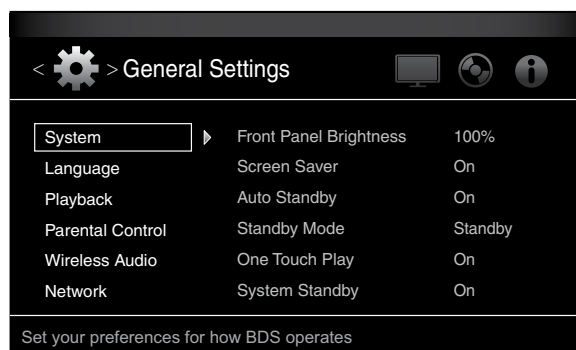 < > General Settings
System Front Panel Brightness 100%
Language Screen Saver On
Playback Auto Standby On
Parental Control Standby Mode Standby
Wireless Audio One Touch Play On
Network System Standby On
Set your preferences for how BDS operates